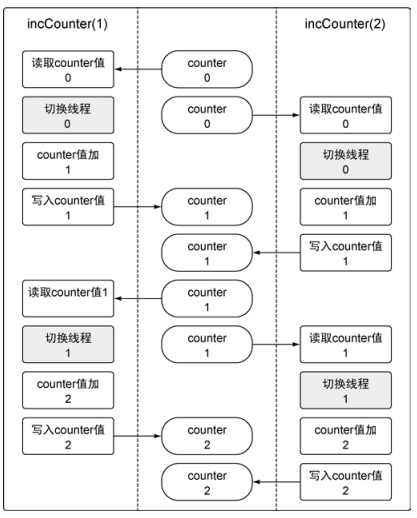 incCounter(1)
incCounter(2)
读取counter值
0
counter
0
切换线程
0
counter
0
读取counter值
0
counter值加
1
切换线程
0
写入counter值
1
counter
1
counter值加
1
counter
1
写入counter值
1
读取counter值1
counter
1
切换线程
1
counter
1
读取counter值
1
counter值加
2
切换线程
1
写入counter值
2
counter
2
counter值加
2
counter
2
写入counter值
2